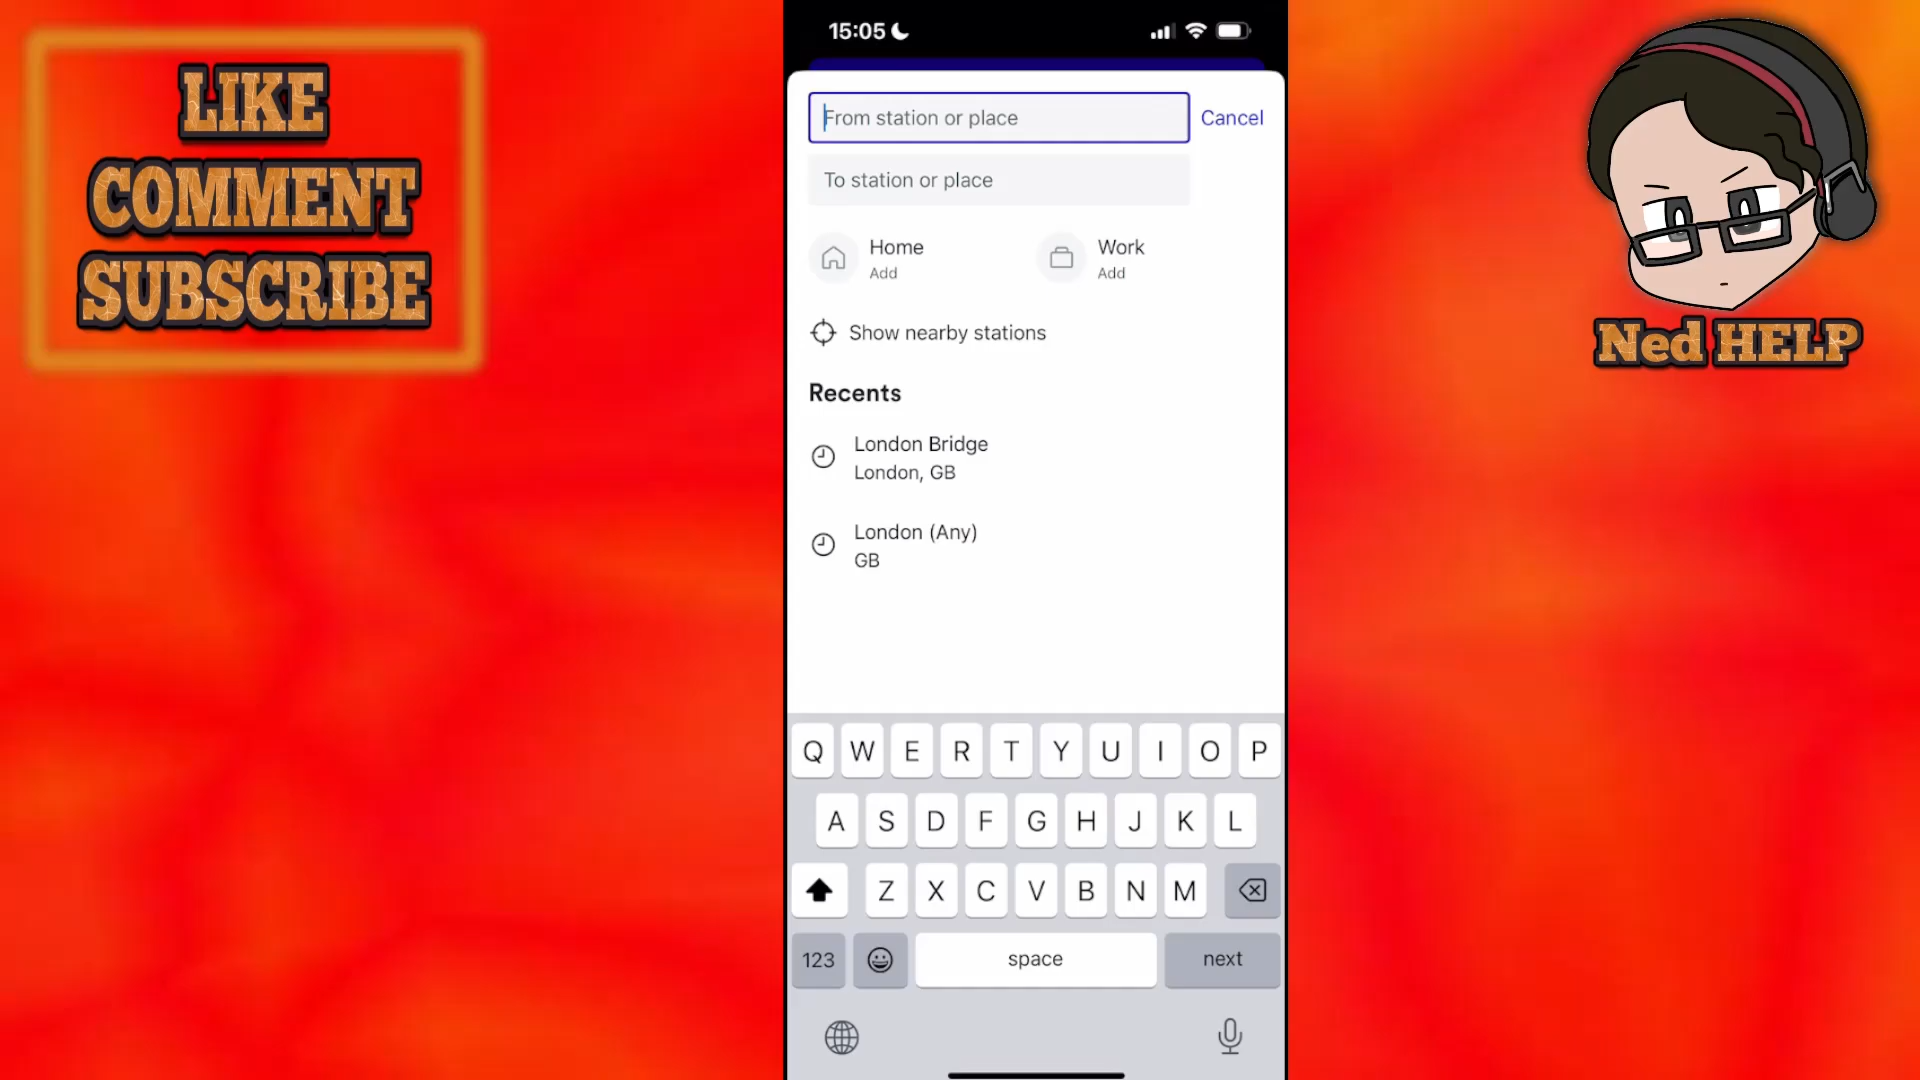 LIKE
COMMENT
SUBSCRIBE
15:05
From station or place
Cancel
To station or place
Home
Add
Work
Add
Show nearby stations
Recents
London Bridge
London, GB
London (Any)
GB
Q W E R T Y U I O P
A S D F G H J K L
Z X C V B N M
123
space
next
Ned HELP